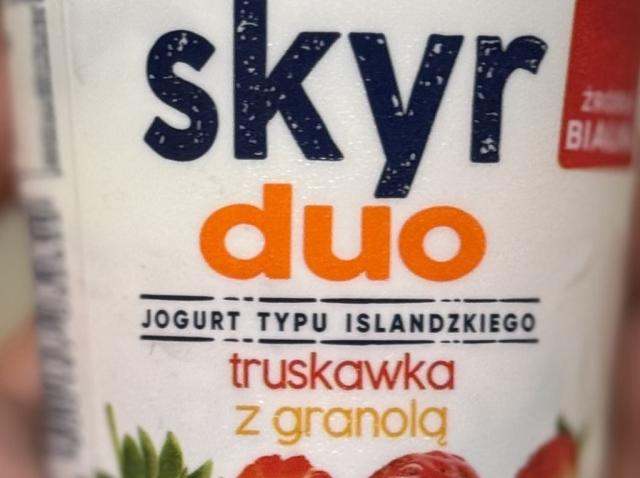 skyr
duo
JOGURT TYPU ISLANDZKIEGO
truskawka
z granolą